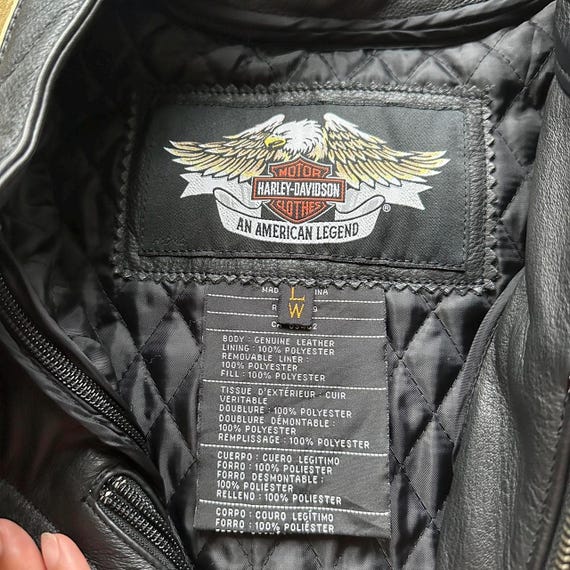 MOTOR
HARLEY-DAVIDSON
CLOTHES
®
AN AMERICAN LEGEND
L
W
BODY : GENUINE LEATHER
LINING : 100% POLYESTER
REMOVABLE LINER :
100% POLYESTER
FILL : 100% POLYESTER
TISSUE D'EXTÉRIEUR : CUIR
VERITABLE
DOUBLURE : 100% POLYESTER
DOUBLURE DÉMONTABLE :
100% POLYESTER
REMPLISSAGE : 100% POLYESTER
CUERPO : CUERO LEGITIMO
FORRO : 100% POLIESTER
FORRO DESMONTABLE :
100% POLIESTER
RELLENO : 100% POLIESTER
CORPO : COURO LEGÍTIMO
FORRO : 100% POLIESTER